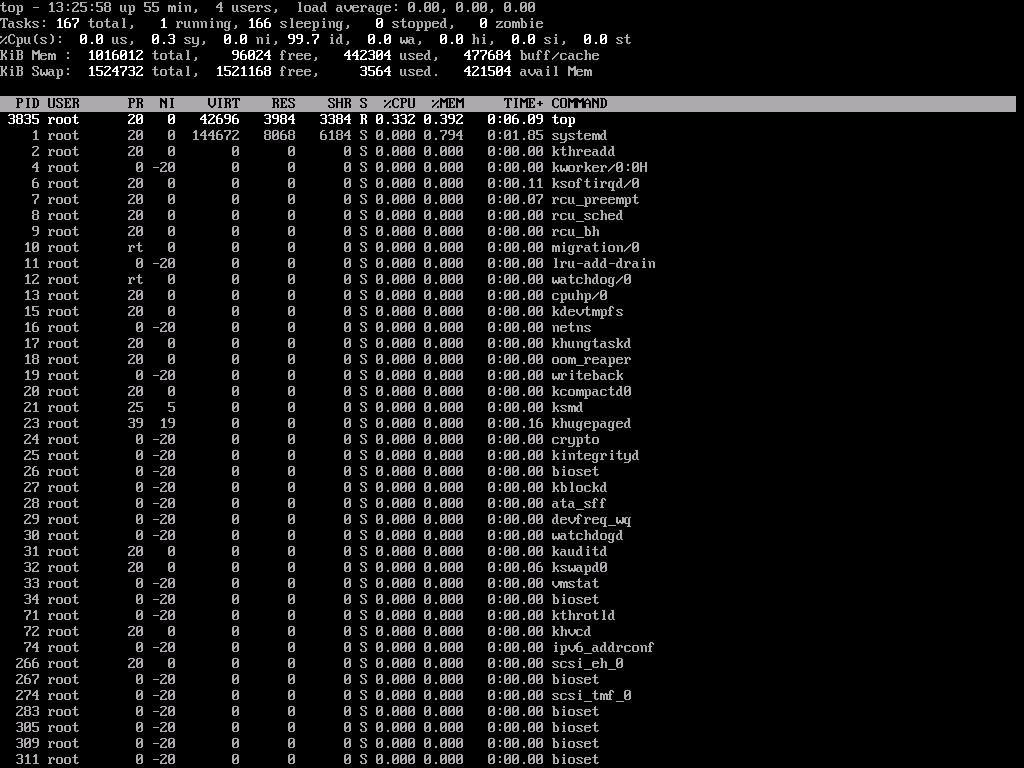 top - 13:25:58 up 55 min,  4 users,  load average: 0.00, 0.00, 0.00
Tasks: 167 total,   1 running, 166 sleeping,   0 stopped,   0 zombie
%Cpu(s):  0.0 us,  0.3 sy,  0.0 ni, 99.7 id,  0.0 wa,  0.0 hi,  0.0 si,  0.0 st
KiB Mem :  1016012 total,    96024 free,   442304 used,   477684 buff/cache
KiB Swap:  1524732 total,  1521168 free,     3564 used.   421504 avail Mem
PID USER      PR  NI    VIRT    RES    SHR S  %CPU  %MEM     TIME+ COMMAND
3835 root      20   0   42696   3984   3384 R 0.332 0.392   0:06.09 top
1 root      20   0  144672   8068   6184 S 0.000 0.794   0:01.85 systemd
2 root      20   0       0      0      0 S 0.000 0.000   0:00.00 kthreadd
4 root       0 -20       0      0      0 S 0.000 0.000   0:00.00 kworker/0:0H
6 root      20   0       0      0      0 S 0.000 0.000   0:00.11 ksoftirqd/0
7 root      20   0       0      0      0 S 0.000 0.000   0:00.07 rcu_preempt
8 root      20   0       0      0      0 S 0.000 0.000   0:00.00 rcu_sched
9 root      20   0       0      0      0 S 0.000 0.000   0:00.00 rcu_bh
10 root      rt   0       0      0      0 S 0.000 0.000   0:00.00 migration/0
11 root       0 -20       0      0      0 S 0.000 0.000   0:00.00 lru-add-drain
12 root      rt   0       0      0      0 S 0.000 0.000   0:00.00 watchdog/0
13 root      20   0       0      0      0 S 0.000 0.000   0:00.00 cpuhp/0
15 root      20   0       0      0      0 S 0.000 0.000   0:00.00 kdevtmpfs
16 root       0 -20       0      0      0 S 0.000 0.000   0:00.00 netns
17 root      20   0       0      0      0 S 0.000 0.000   0:00.00 khungtaskd
18 root      20   0       0      0      0 S 0.000 0.000   0:00.00 oom_reaper
19 root       0 -20       0      0      0 S 0.000 0.000   0:00.00 writeback
20 root      20   0       0      0      0 S 0.000 0.000   0:00.00 kcompactd0
21 root      25   5       0      0      0 S 0.000 0.000   0:00.00 ksmd
23 root      39  19       0      0      0 S 0.000 0.000   0:00.16 khugepaged
24 root       0 -20       0      0      0 S 0.000 0.000   0:00.00 crypto
25 root       0 -20       0      0      0 S 0.000 0.000   0:00.00 kintegrityd
26 root       0 -20       0      0      0 S 0.000 0.000   0:00.00 bioset
27 root       0 -20       0      0      0 S 0.000 0.000   0:00.00 kblockd
28 root       0 -20       0      0      0 S 0.000 0.000   0:00.00 ata_sff
29 root       0 -20       0      0      0 S 0.000 0.000   0:00.00 devfreq_wq
30 root       0 -20       0      0      0 S 0.000 0.000   0:00.00 watchdogd
31 root      20   0       0      0      0 S 0.000 0.000   0:00.00 kauditd
32 root      20   0       0      0      0 S 0.000 0.000   0:00.06 kswapd0
33 root       0 -20       0      0      0 S 0.000 0.000   0:00.00 vmstat
34 root       0 -20       0      0      0 S 0.000 0.000   0:00.00 bioset
71 root       0 -20       0      0      0 S 0.000 0.000   0:00.00 kthrotld
72 root      20   0       0      0      0 S 0.000 0.000   0:00.00 khvcd
74 root       0 -20       0      0      0 S 0.000 0.000   0:00.00 ipv6_addrconf
266 root      20   0       0      0      0 S 0.000 0.000   0:00.00 scsi_eh_0
267 root       0 -20       0      0      0 S 0.000 0.000   0:00.00 bioset
274 root       0 -20       0      0      0 S 0.000 0.000   0:00.00 scsi_tmf_0
283 root       0 -20       0      0      0 S 0.000 0.000   0:00.00 bioset
305 root       0 -20       0      0      0 S 0.000 0.000   0:00.00 bioset
309 root       0 -20       0      0      0 S 0.000 0.000   0:00.00 bioset
311 root       0 -20       0      0      0 S 0.000 0.000   0:00.00 bioset